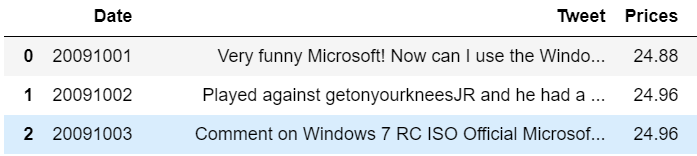 Date Tweet Prices
0 20091001 Very funny Microsoft! Now can I use the Windo... 24.88
1 20091002 Played against getonyourkneesJR and he had a ... 24.96
2 20091003 Comment on Windows 7 RC ISO Official Microsof... 24.96